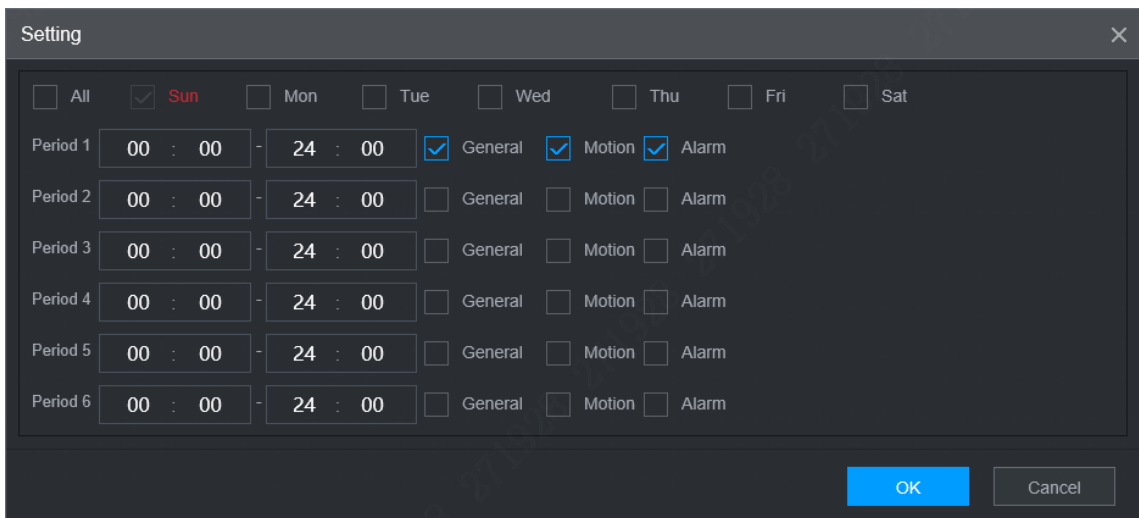 Setting
All Sun Mon Tue Wed Thu Fri Sat
Period 1 00 : 00 - 24 : 00 General Motion Alarm
Period 2 00 : 00 - 24 : 00 General Motion Alarm
Period 3 00 : 00 - 24 : 00 General Motion Alarm
Period 4 00 : 00 - 24 : 00 General Motion Alarm
Period 5 00 : 00 - 24 : 00 General Motion Alarm
Period 6 00 : 00 - 24 : 00 General Motion Alarm
OK Cancel